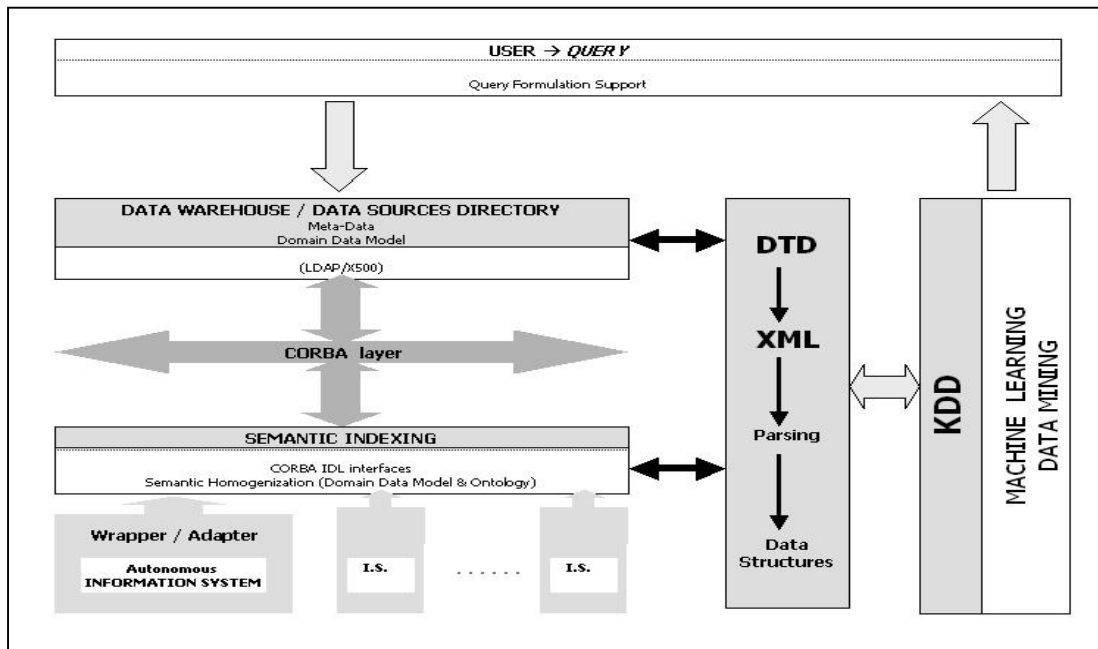 USER → QUERY
Query Formulation Support
DATA WAREHOUSE / DATA SOURCES DIRECTORY
Meta-Data
Domain Data Model
(LDAP/X500)
CORBA layer
SEMANTIC INDEXING
CORBA IDL interfaces
Semantic Homogenization (Domain Data Model & Ontology)
Wrapper / Adapter
Autonomous
INFORMATION SYSTEM
I.S.
. . . . . .
I.S.
DTD
XML
Parsing
Data
Structures
KDD
MACHINE LEARNING
DATA MINING